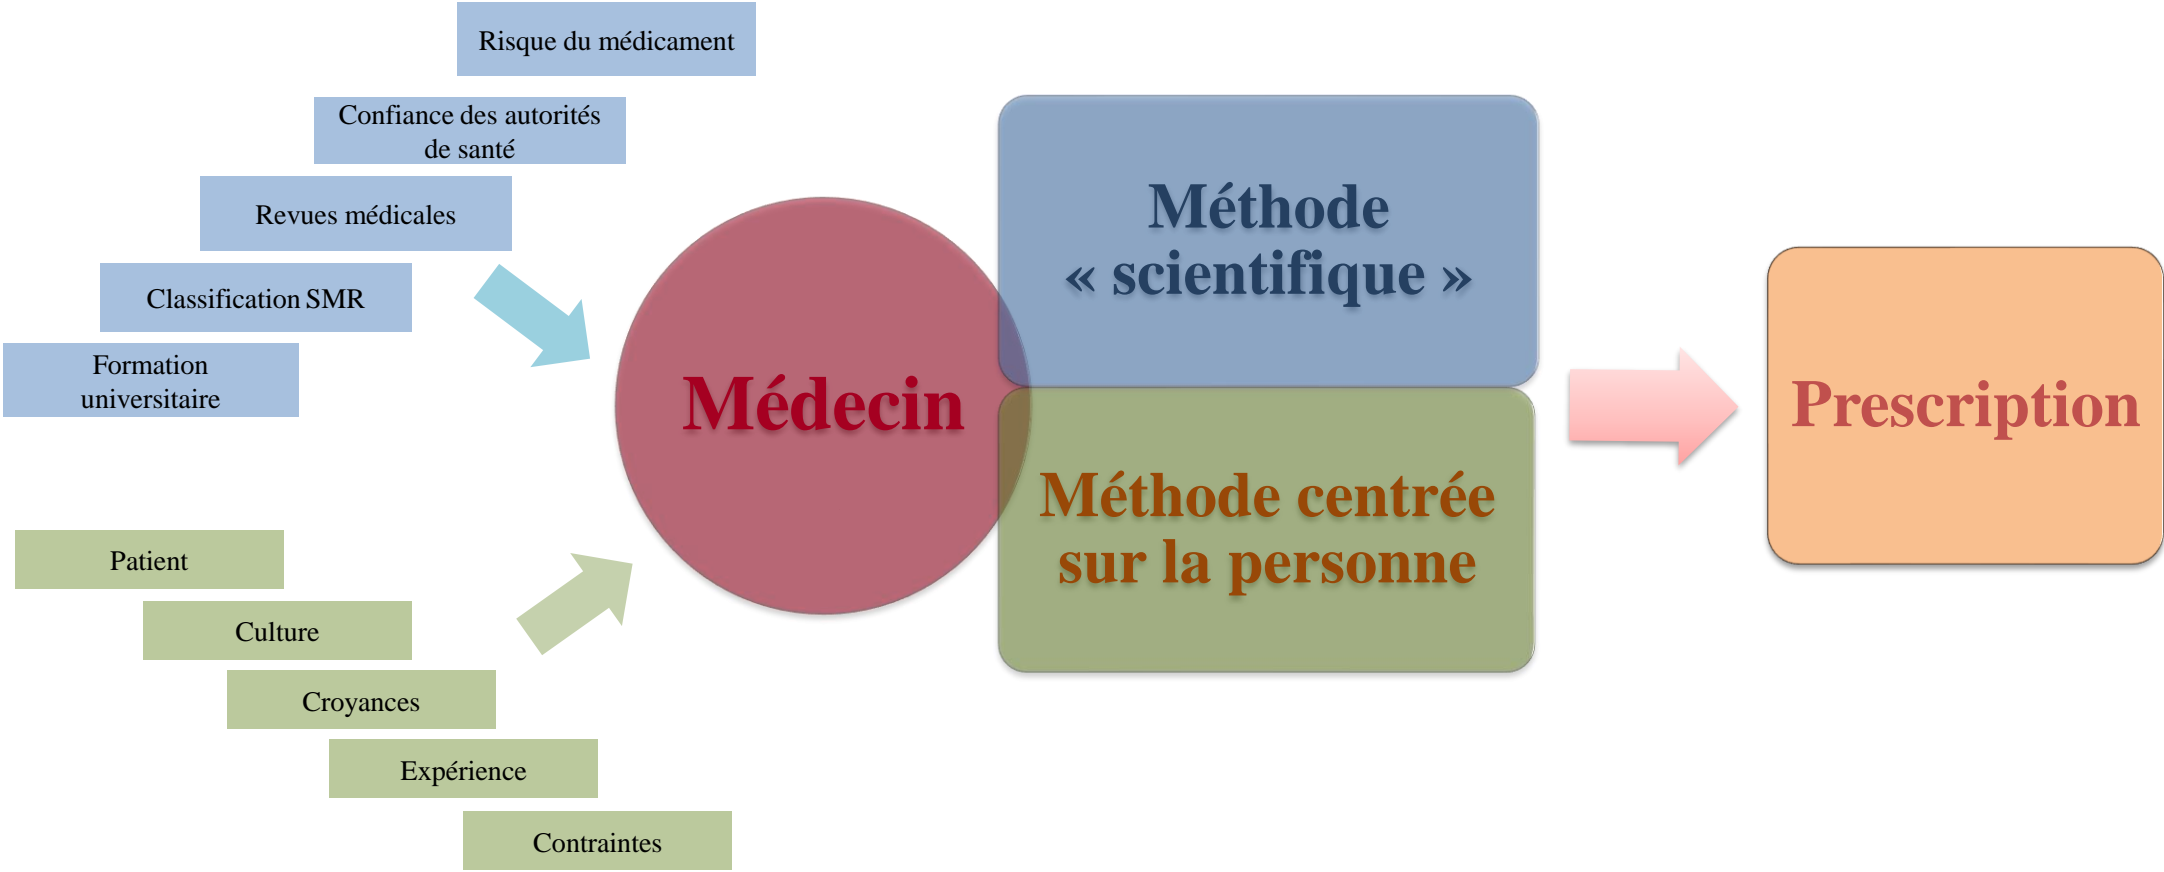 Risque du médicament
Confiance des autorités
de santé
Revues médicales
Classification SMR
Formation
universitaire
Patient
Culture
Croyances
Expérience
Contraintes
Médecin
Méthode
« scientifique »
Méthode centrée
sur la personne
Prescription